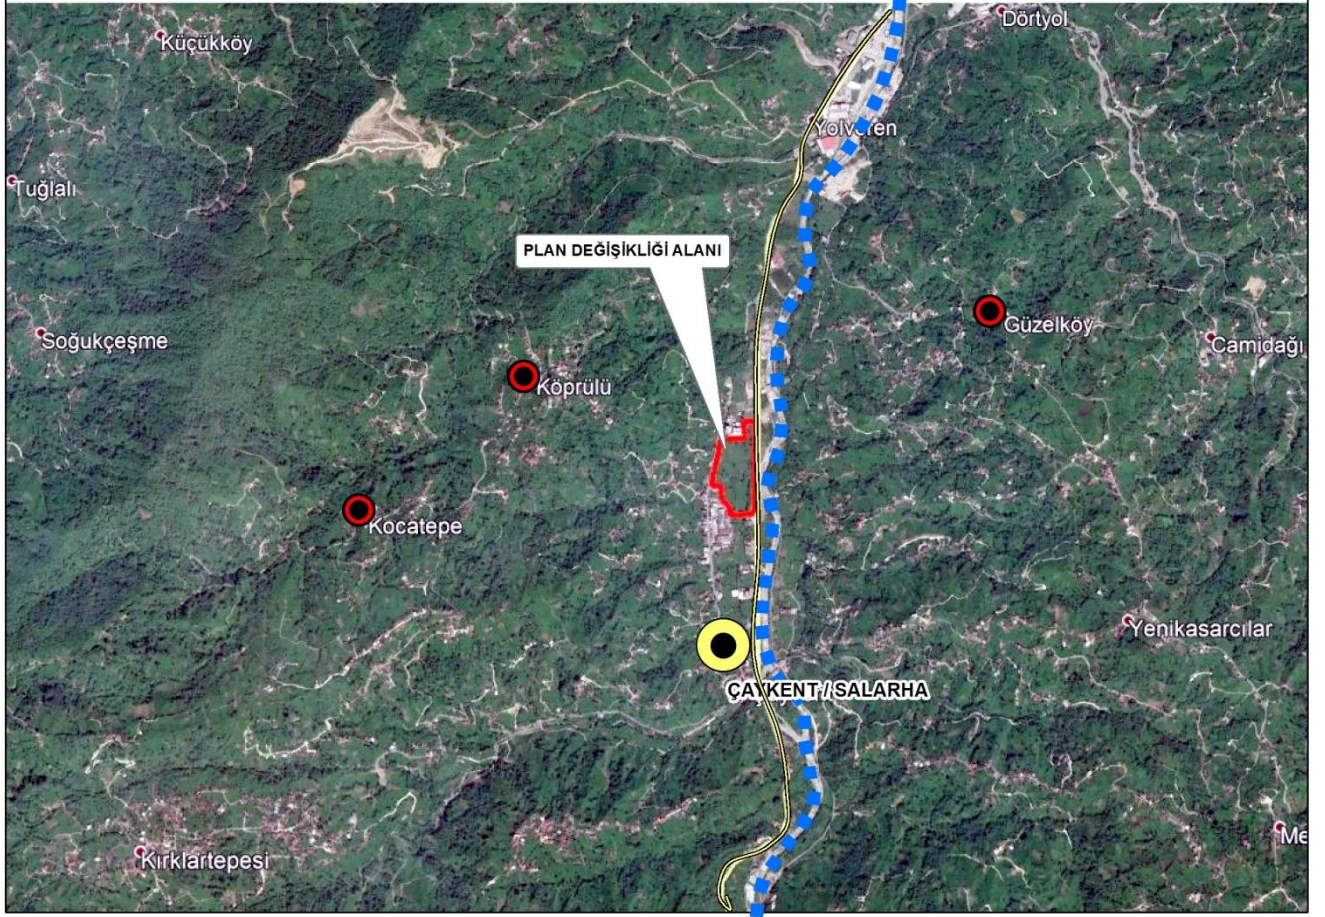 Dörtyol
Küçükköy
Yolveren
Tuğlalı
PLAN DEĞİŞİKLİĞİ ALANI
Güzelköy
Soğukçeşme
Camidağı
Köprülü
Kocatepe
Yenikasarcılar
ÇAYKENT / SALARHA
Me
Kırklartepesi